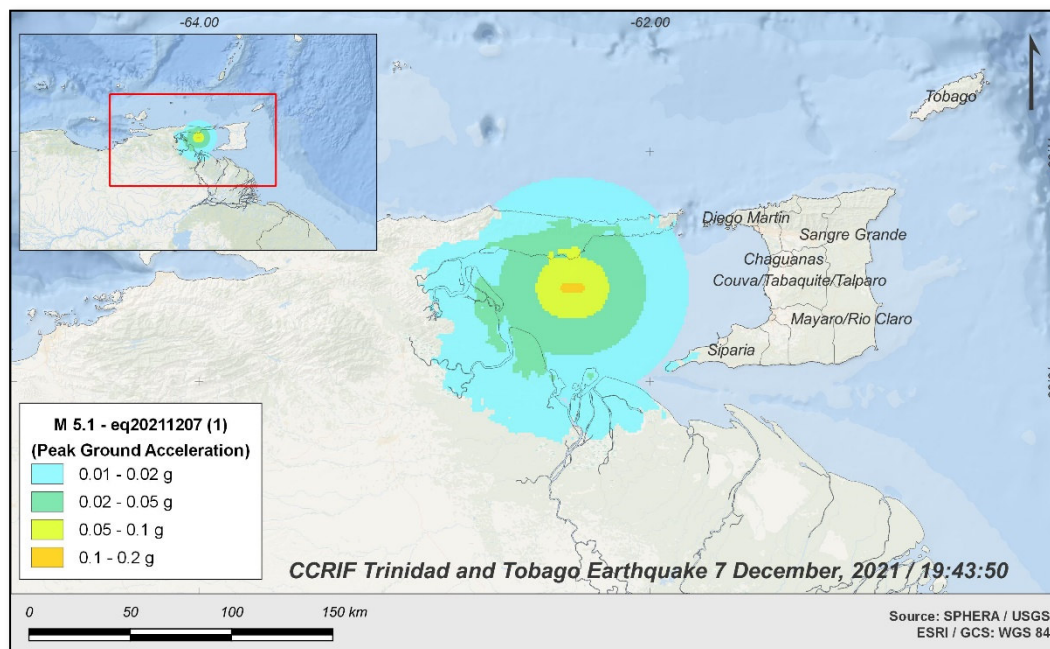 -64.00
-62.00
Tobago
Diego Martin
Sangre Grande
Chaguanas
Couva/Tabaquite/Talparo
Mayaro/Rio Claro
Siparia
M 5.1 - eq20211207 (1)
(Peak Ground Acceleration)
0.01 - 0.02 g
0.02 - 0.05 g
0.05 - 0.1 g
0.1 - 0.2 g
CCRIF Trinidad and Tobago Earthquake 7 December, 2021 / 19:43:50
0 50 100 150 km
Source: SPHERA / USGS
ESRI / GCS: WGS 84